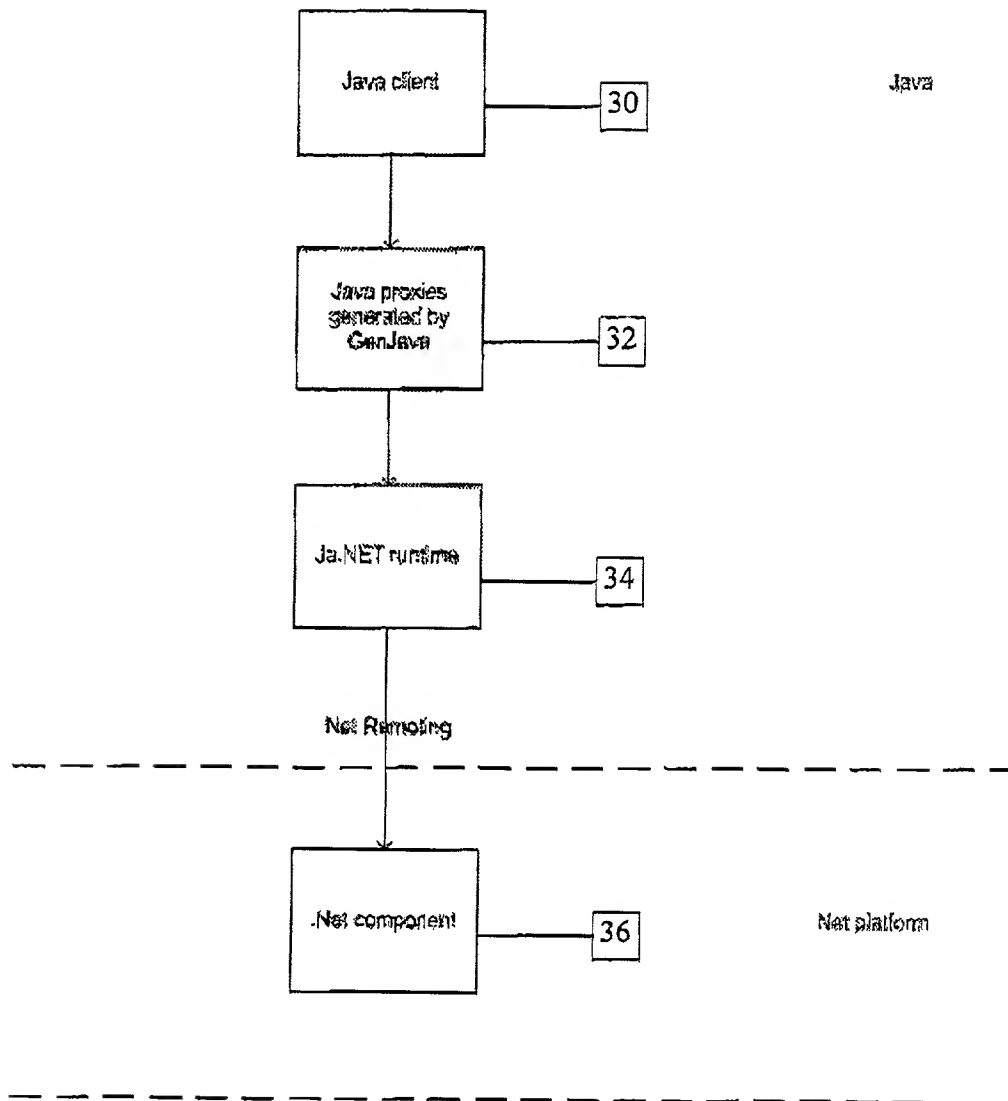 Java client
30
Java
Java proxies
generated by
GenJava
32
Ja.NET runtime
34
.Net Remoting
.Net component
36
.Net platform